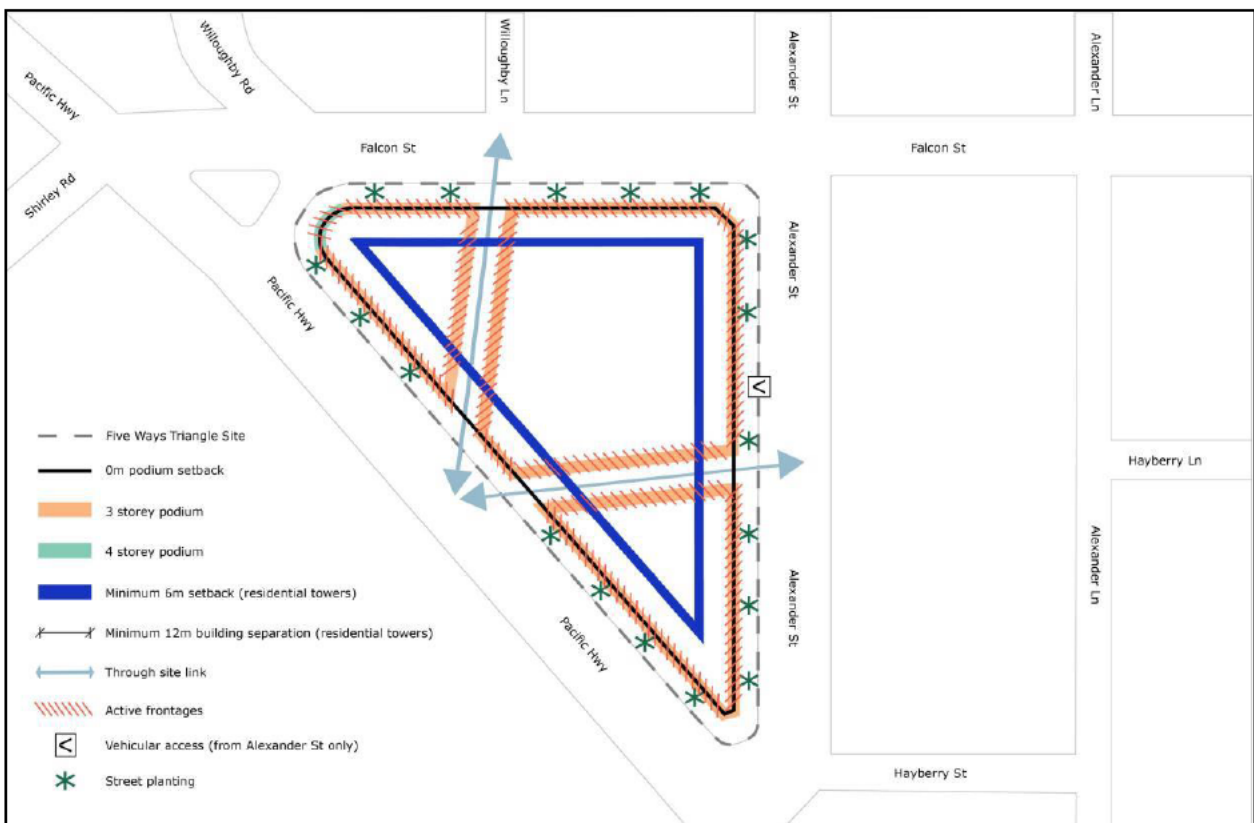 Pacific Hwy
Willoughby Rd
Willoughby Ln
Alexander St
Alexander Ln
Shirley Rd
Falcon St
Falcon St
Pacific Hwy
Alexander St
Hayberry Ln
Alexander Ln
Alexander St
Pacific Hwy
Hayberry St
V
Five Ways Triangle Site
0m podium setback
3 storey podium
4 storey podium
Minimum 6m setback (residential towers)
Minimum 12m building separation (residential towers)
Through site link
Active frontages
V
Vehicular access (from Alexander St only)
Street planting